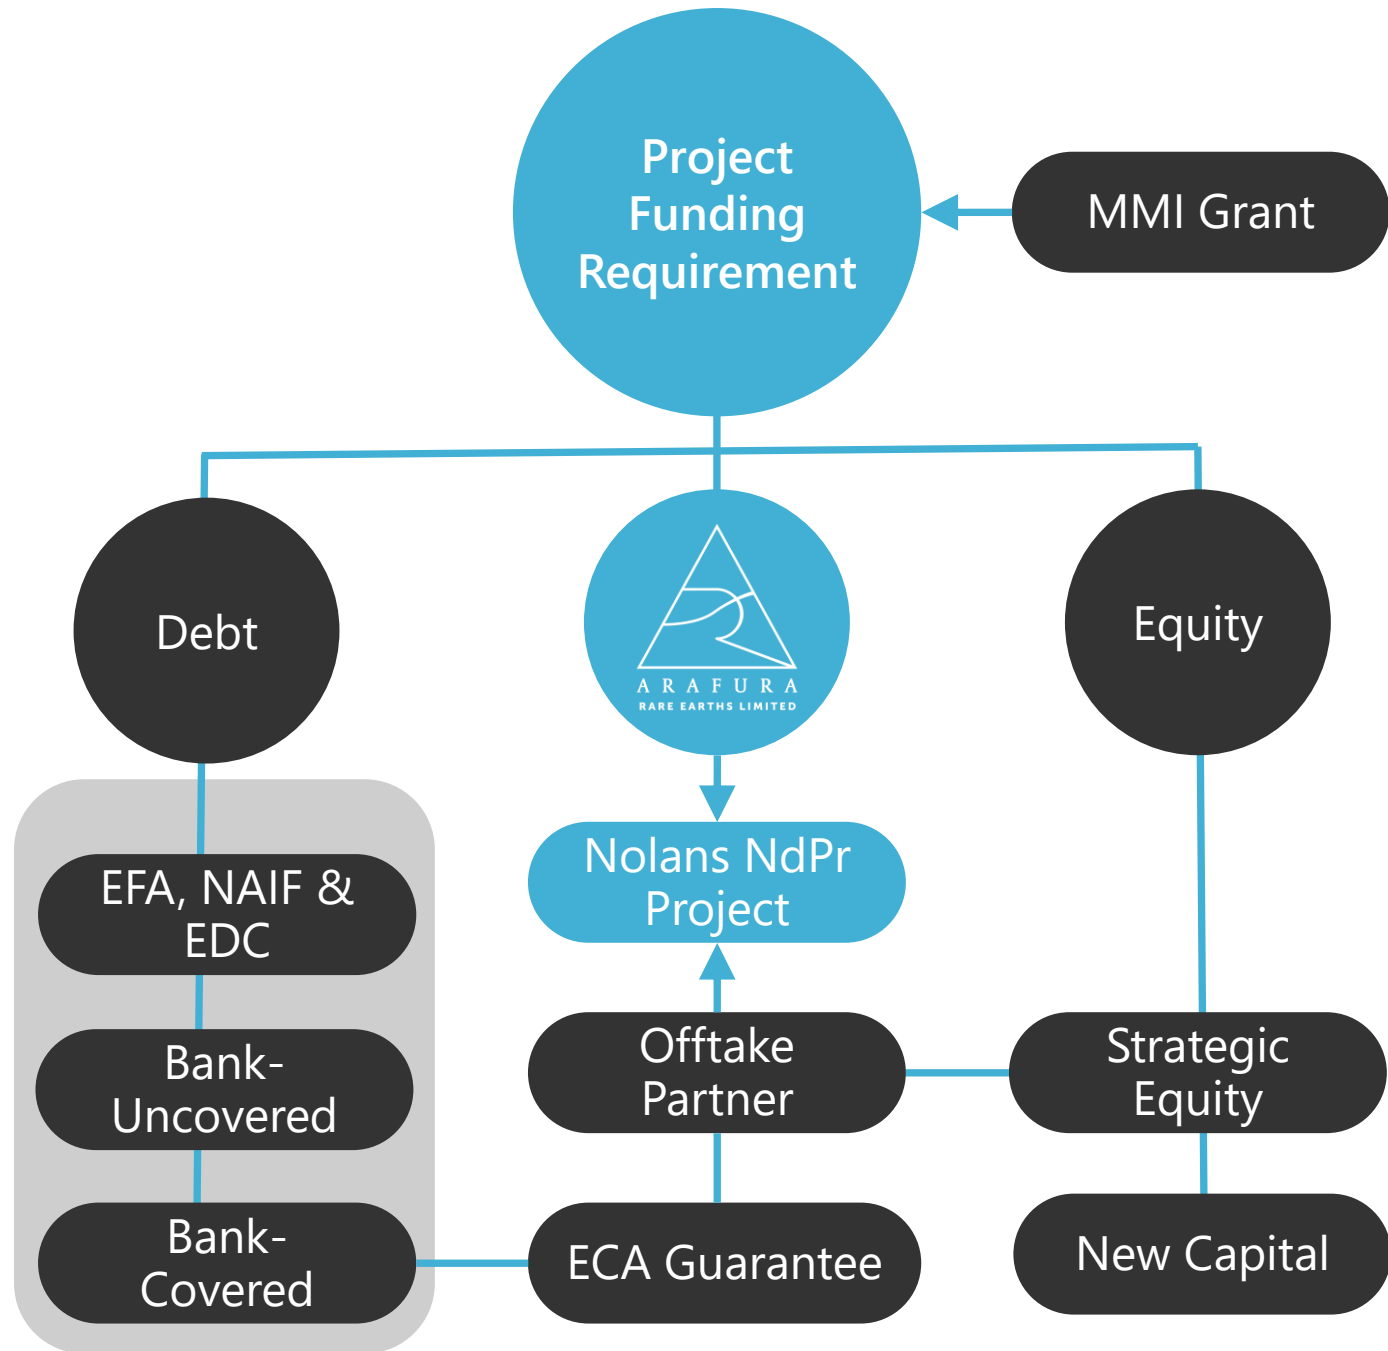 Project
Funding
Requirement
MMI Grant
Debt
ARAFURA
RARE EARTHS LIMITED
Equity
EFA, NAIF &
EDC
Nolans NdPr
Project
Bank-
Uncovered
Offtake
Partner
Strategic
Equity
Bank-
Covered
ECA Guarantee
New Capital